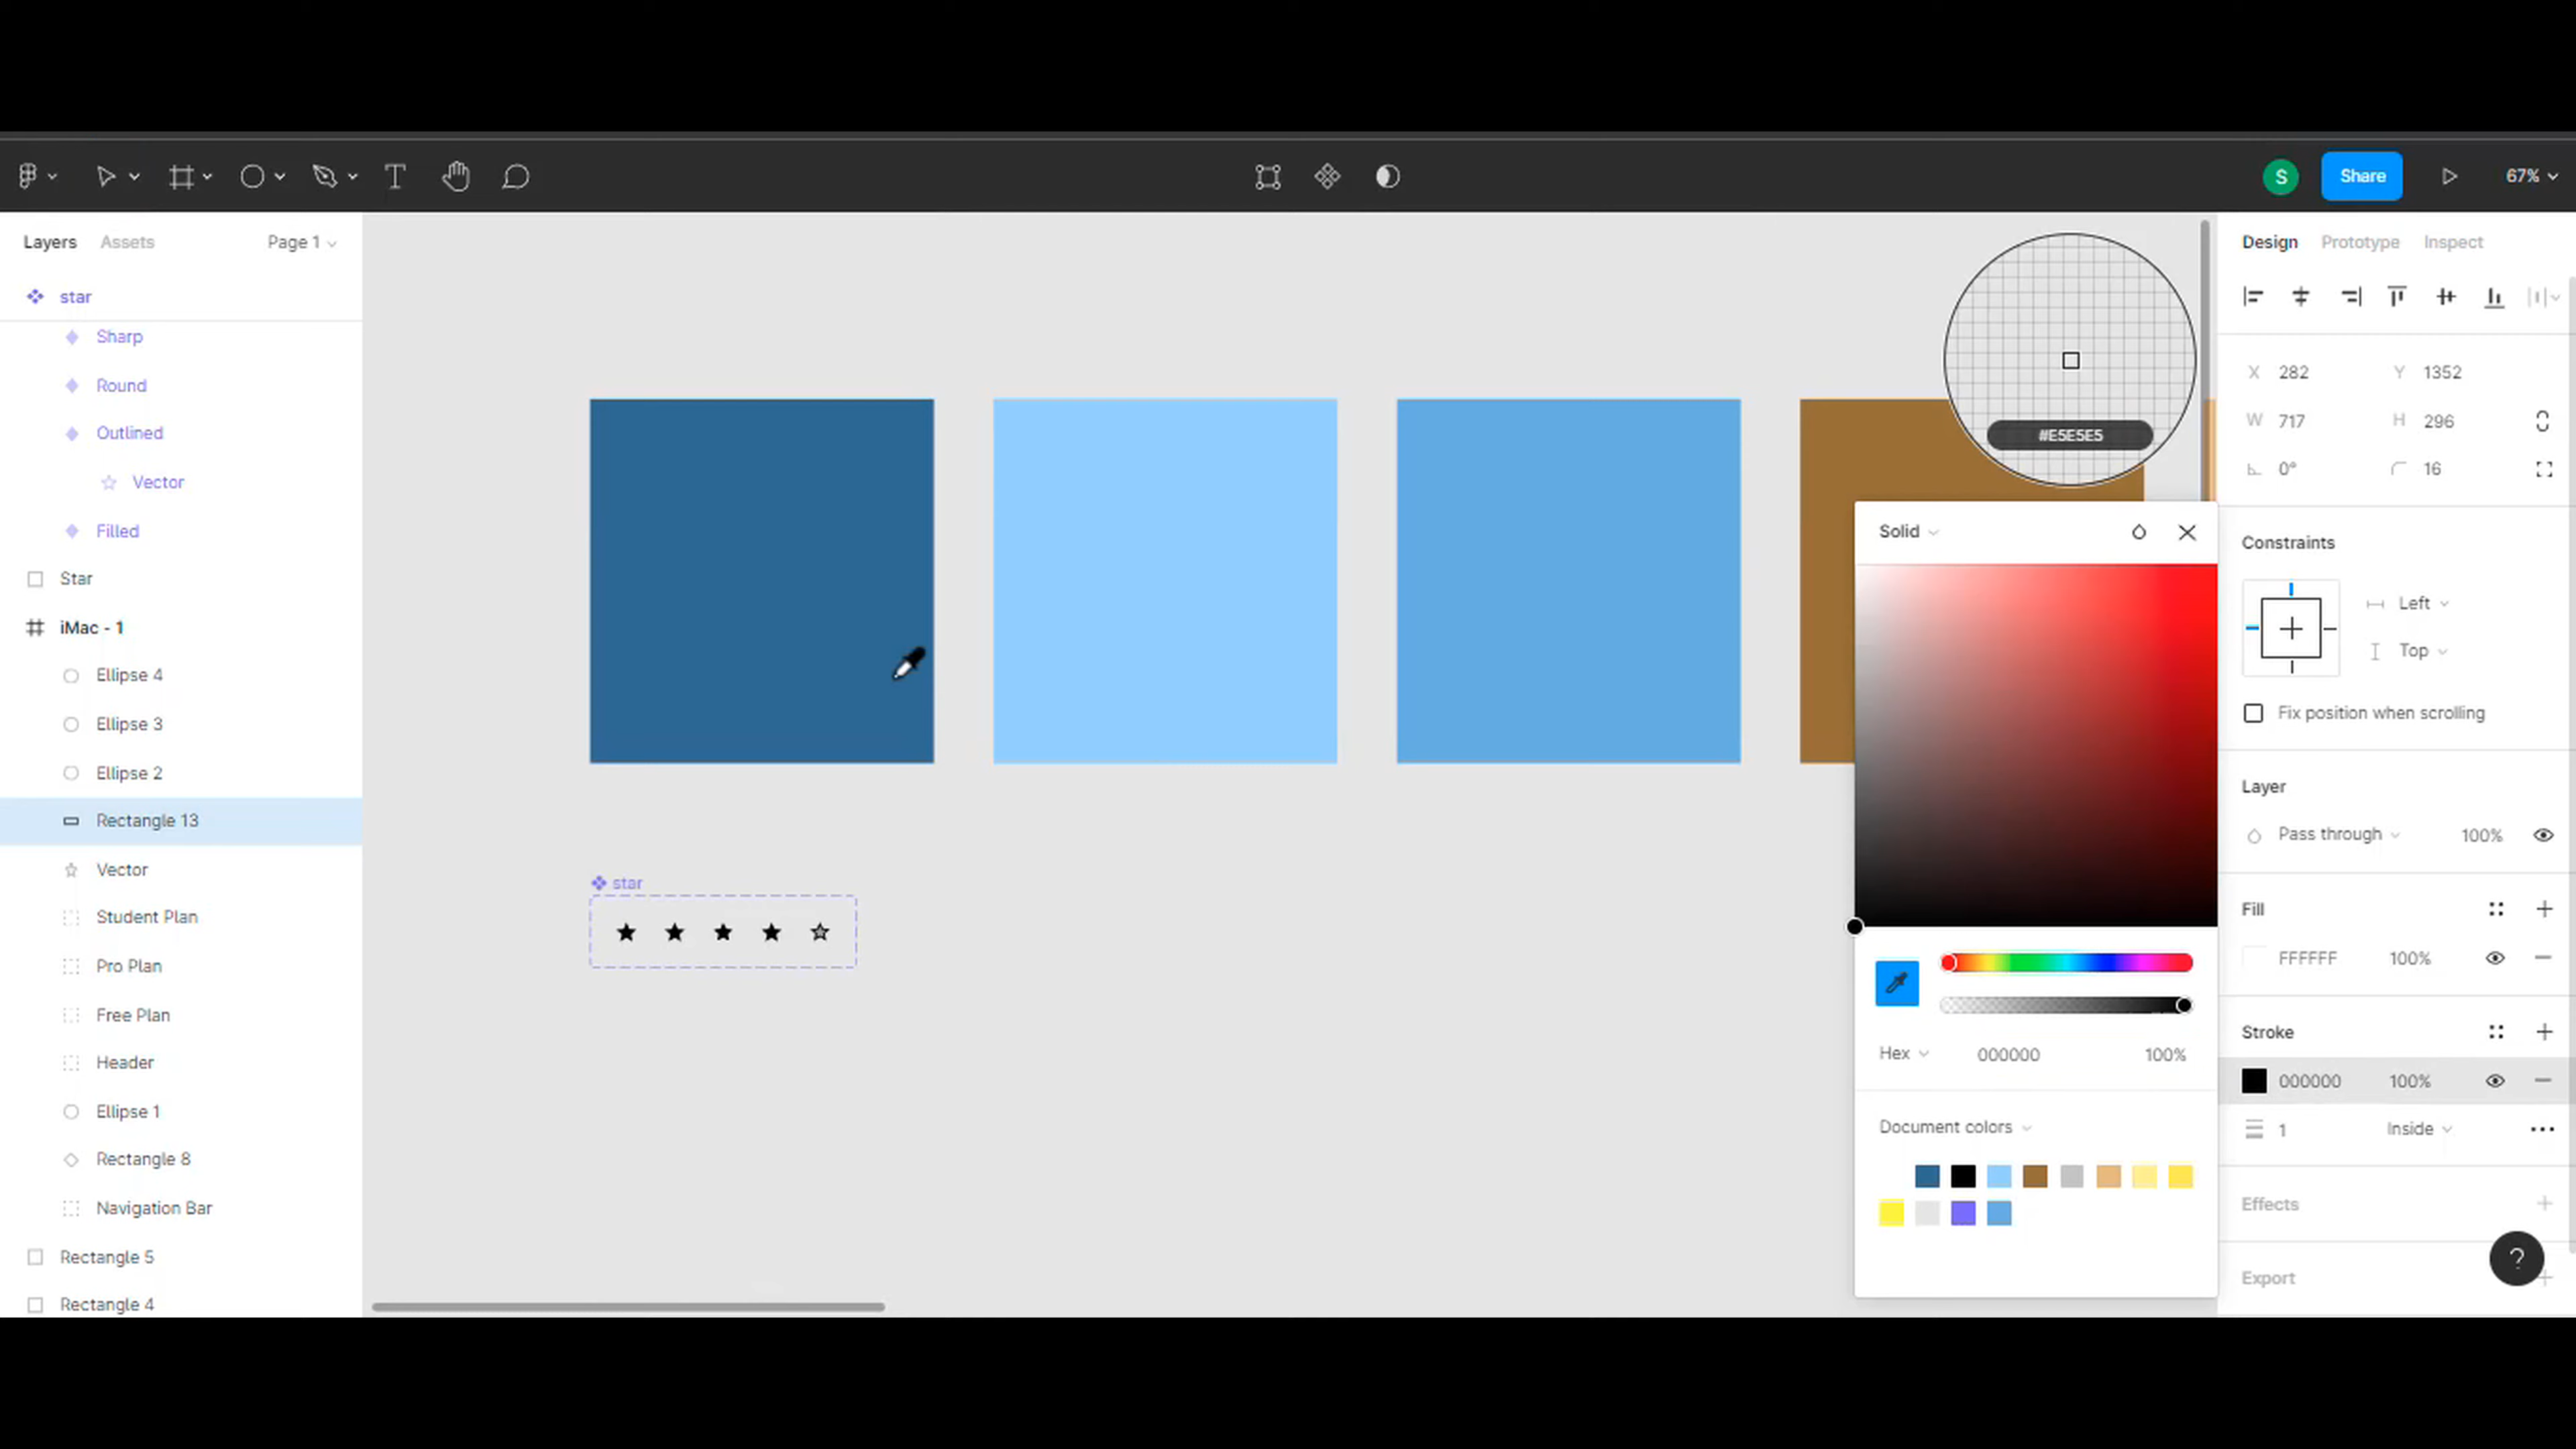 Share
67%
Layers
Assets
Page 1
star
Sharp
Round
Outlined
Vector
Filled
Star
iMac - 1
Ellipse 4
Ellipse 3
Ellipse 2
Rectangle 13
Vector
Student Plan
Pro Plan
Free Plan
Header
Ellipse 1
Rectangle 8
Navigation Bar
Rectangle 5
Rectangle 4
star
#E5E5E5
Solid
Hex
000000
100%
Document colors
S
Design
Prototype
Inspect
X 282
Y 1352
W 717
H 296
0°
16
Constraints
Left
Top
Fix position when scrolling
Layer
Pass through
100%
Fill
FFFFFF
100%
Stroke
000000
100%
1
Inside
Effects
Export
?